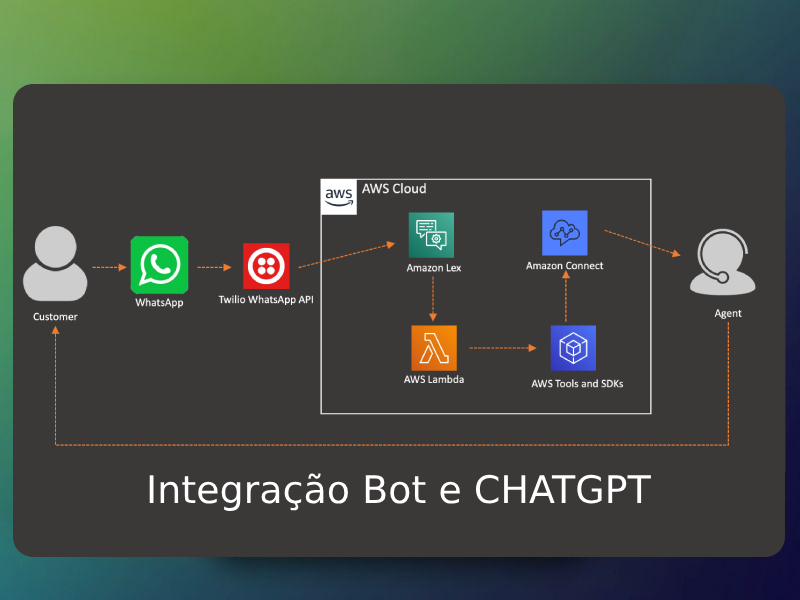 aws
AWS Cloud
Amazon Lex
Amazon Connect
WhatsApp
Twilio WhatsApp API
Customer
Agent
AWS Lambda
AWS Tools and SDKs
Integração Bot e CHATGPT